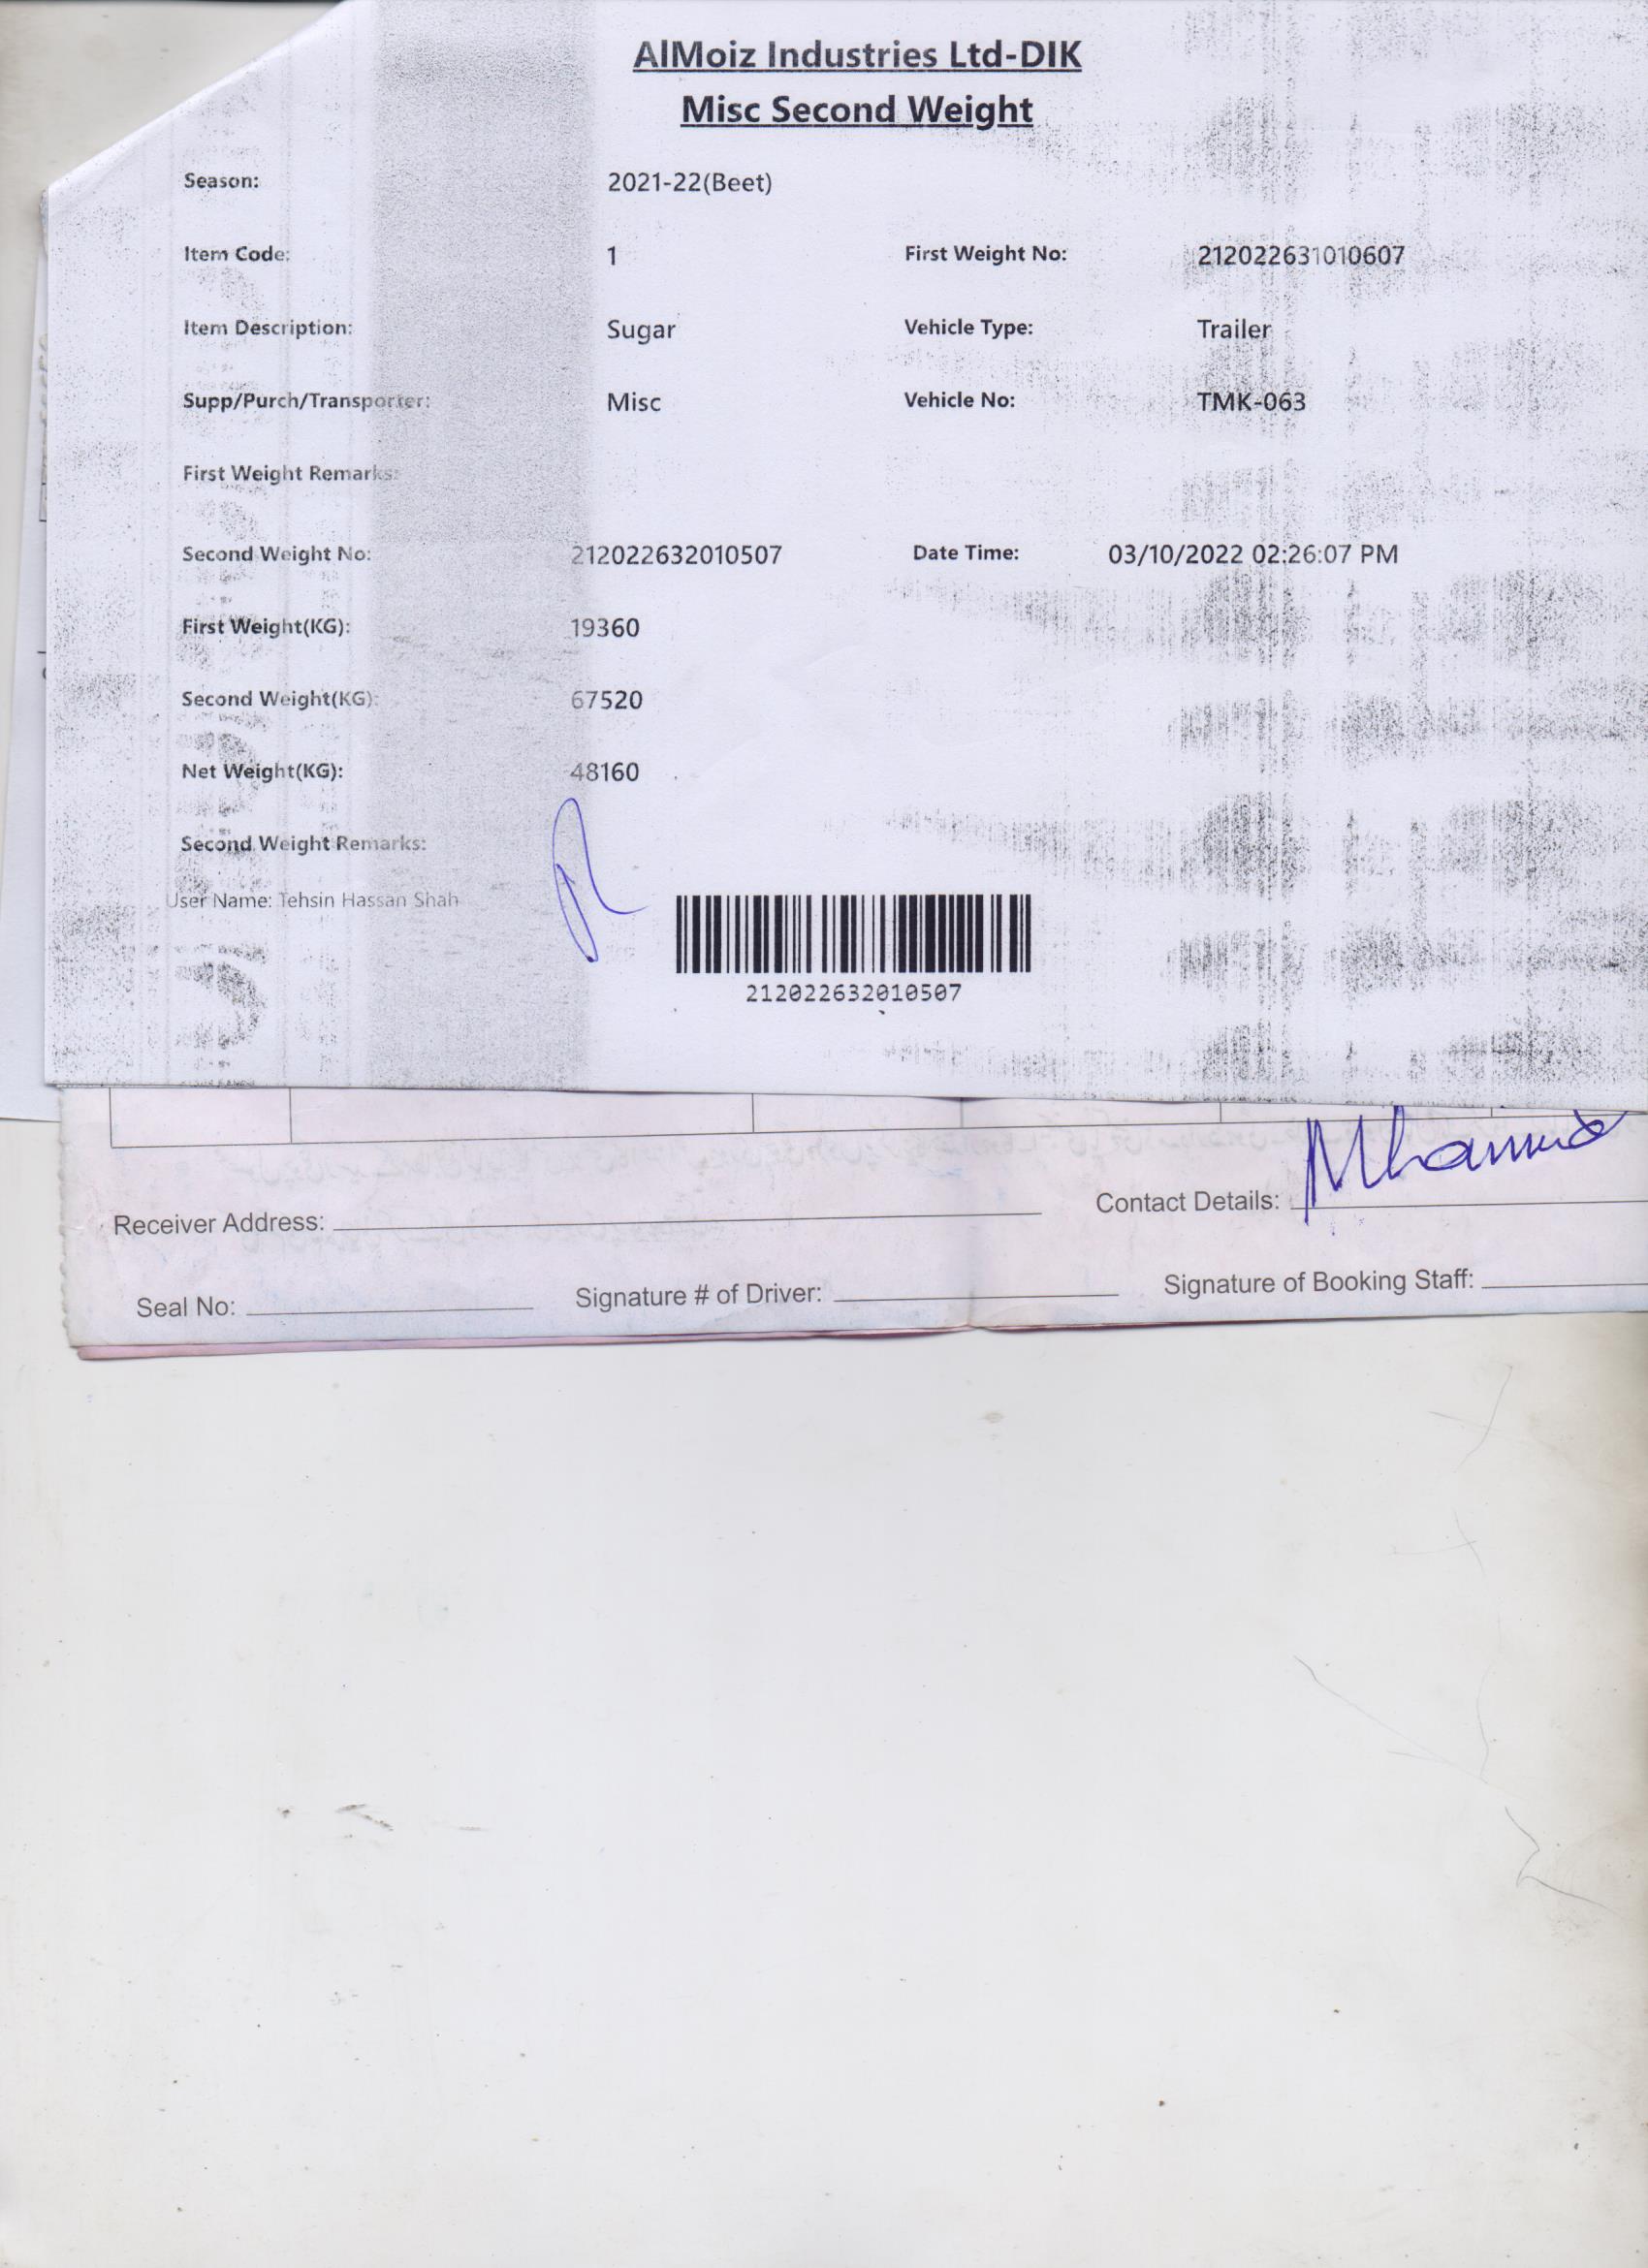 AlMoiz Industries Ltd-DIK
Misc Second Weight
Season: 2021-22(Beet)
Item Code: 1 First Weight No: 212022631010607
Item Description: Sugar Vehicle Type: Trailer
Supp/Purch/Transporter: Misc Vehicle No: TMK-063
First Weight Remarks:
Second Weight No: 212022632010507 Date Time: 03/10/2022 02:26:07 PM
First Weight(KG): 19360
Second Weight(KG): 67520
Net Weight(KG): 48160
Second Weight Remarks:
User Name: Tehsin Hassan Shah
212022632010507
Receiver Address: Contact Details:
Seal No: Signature # of Driver: Signature of Booking Staff: